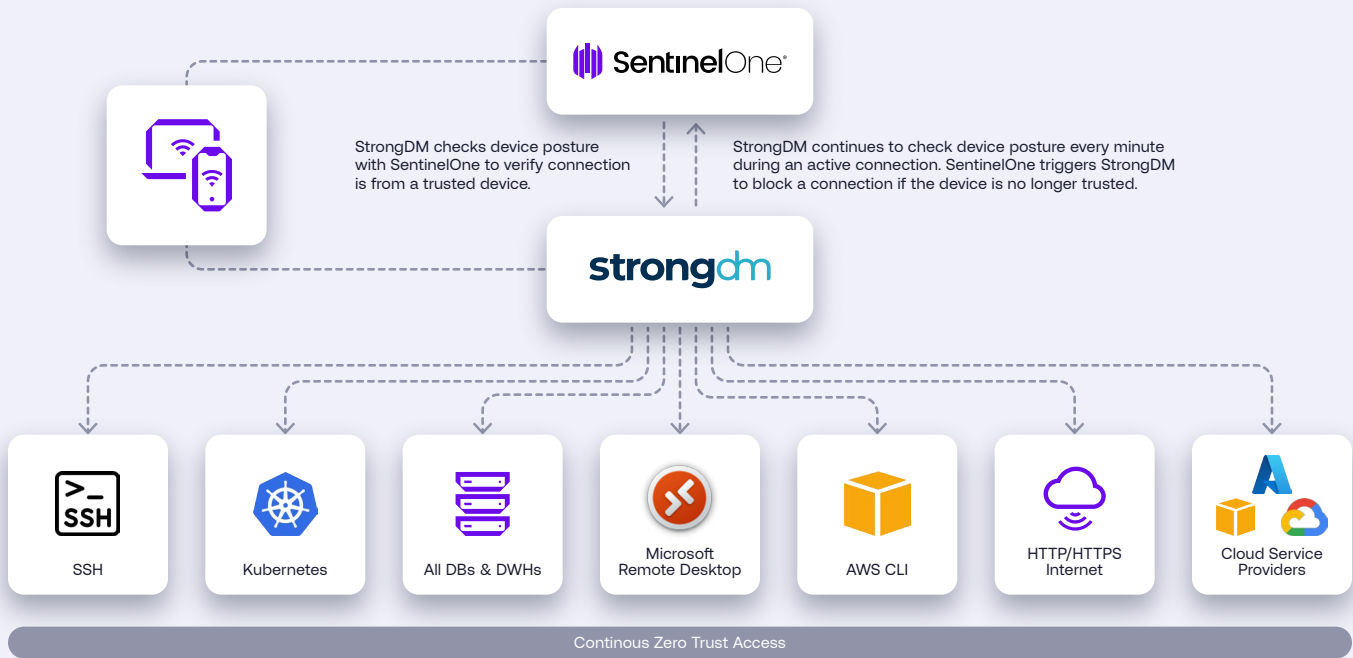 SentinelOne®
StrongDM checks device posture
with SentinelOne to verify connection
is from a trusted device.
StrongDM continues to check device posture every minute
during an active connection. SentinelOne triggers StrongDM
to block a connection if the device is no longer trusted.
strongdm
>_
SSH
SSH
Kubernetes
All DBs & DWHs
Microsoft
Remote Desktop
AWS CLI
HTTP/HTTPS
Internet
Cloud Service
Providers
Continous Zero Trust Access